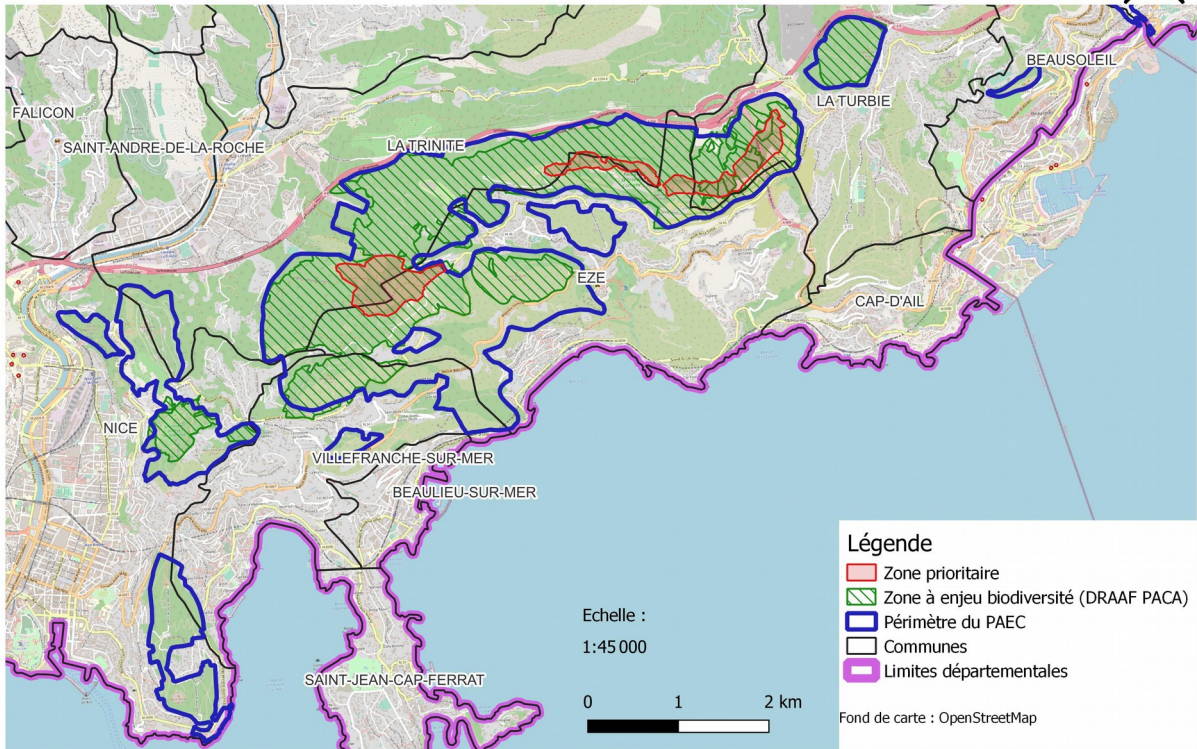 BEAUSOLEIL
LA TURBIE
FALICON
SAINT-ANDRE-DE-LA-ROCHE
LA TRINITE
EZE
CAP-D'AIL
NICE
VILLEFRANCHE-SUR-MER
BEAULIEU-SUR-MER
SAINT-JEAN-CAP-FERRAT
Echelle :
1:45 000
0 1 2 km
Légende
Zone prioritaire
Zone à enjeu biodiversité (DRAAF PACA)
Périmètre du PAEC
Communes
Limites départementales
Fond de carte : OpenStreetMap